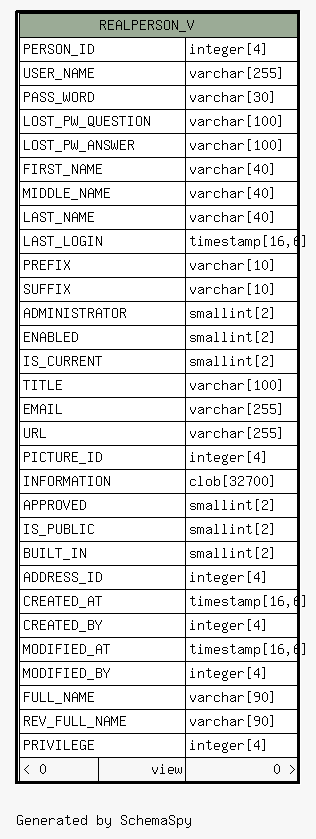 REALPERSON_V
PERSON_ID integer[4]
USER_NAME varchar[255]
PASS_WORD varchar[30]
LOST_PW_QUESTION varchar[100]
LOST_PW_ANSWER varchar[100]
FIRST_NAME varchar[40]
MIDDLE_NAME varchar[40]
LAST_NAME varchar[40]
LAST_LOGIN timestamp[16,6]
PREFIX varchar[10]
SUFFIX varchar[10]
ADMINISTRATOR smallint[2]
ENABLED smallint[2]
IS_CURRENT smallint[2]
TITLE varchar[100]
EMAIL varchar[255]
URL varchar[255]
PICTURE_ID integer[4]
INFORMATION clob[32700]
APPROVED smallint[2]
IS_PUBLIC smallint[2]
BUILT_IN smallint[2]
ADDRESS_ID integer[4]
CREATED_AT timestamp[16,6]
CREATED_BY integer[4]
MODIFIED_AT timestamp[16,6]
MODIFIED_BY integer[4]
FULL_NAME varchar[90]
REV_FULL_NAME varchar[90]
PRIVILEGE integer[4]
< 0 view 0 >
Generated by SchemaSpy